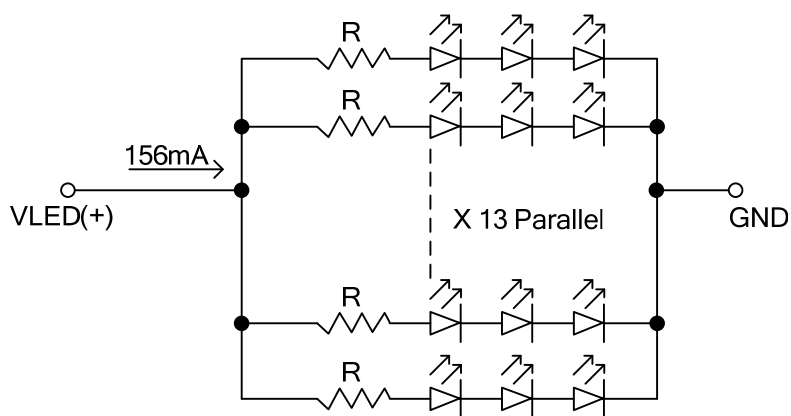 R
R
156mA
VLED(+)
X 13 Parallel
GND
R
R